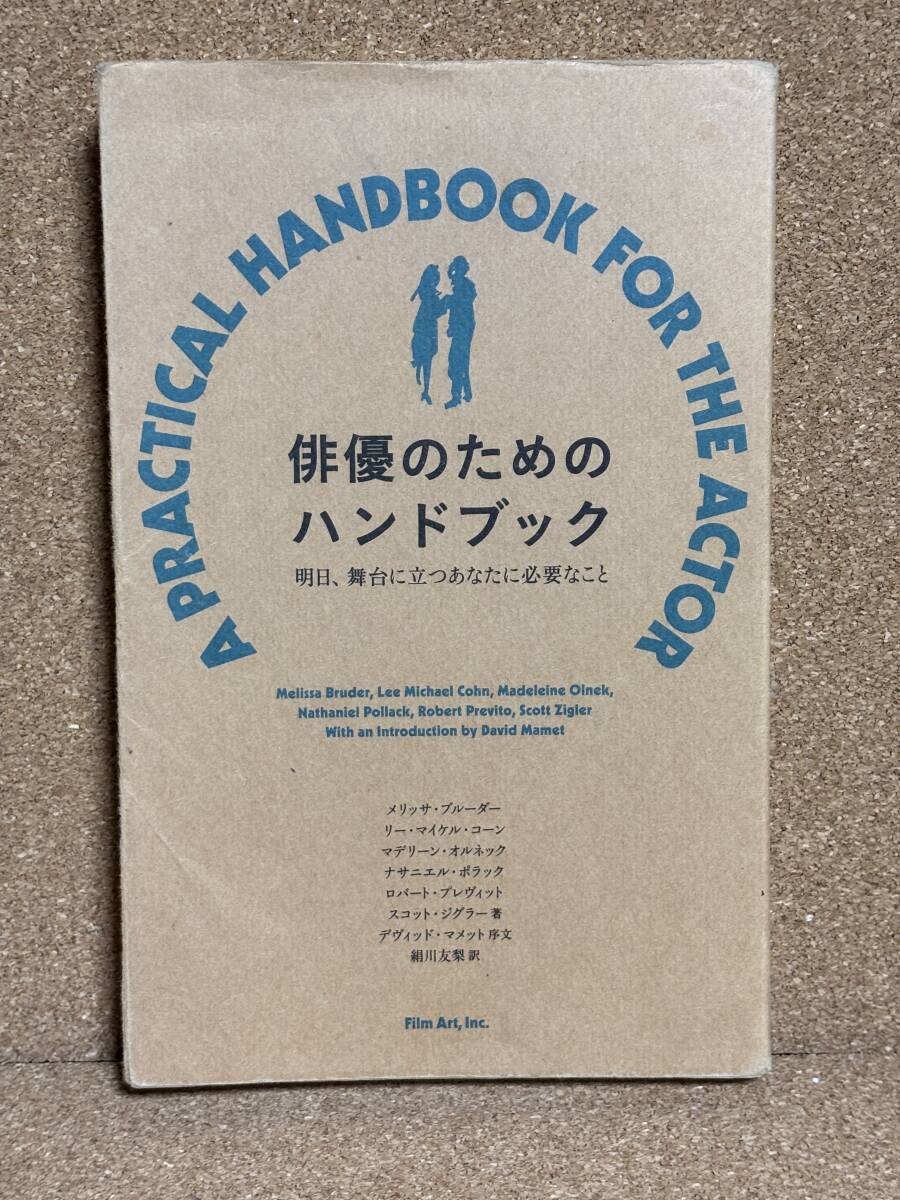 A PRACTICAL HANDBOOK FOR THE ACTOR
俳優のための
ハンドブック
明日、舞台に立つあなたに必要なこと
Melissa Bruder, Lee Michael Cohn, Madeleine Olnek,
Nathaniel Pollack, Robert Previto, Scott Zigler
With an Introduction by David Mamet
メリッサ・ブルーダー
リー・マイケル・コーン
マデリーン・オルネック
ナサニエル・ポラック
ロバート・プレヴィット
スコット・ジグラー 著
デヴィッド・マメット 序文
絹川友梨 訳
Film Art, Inc.